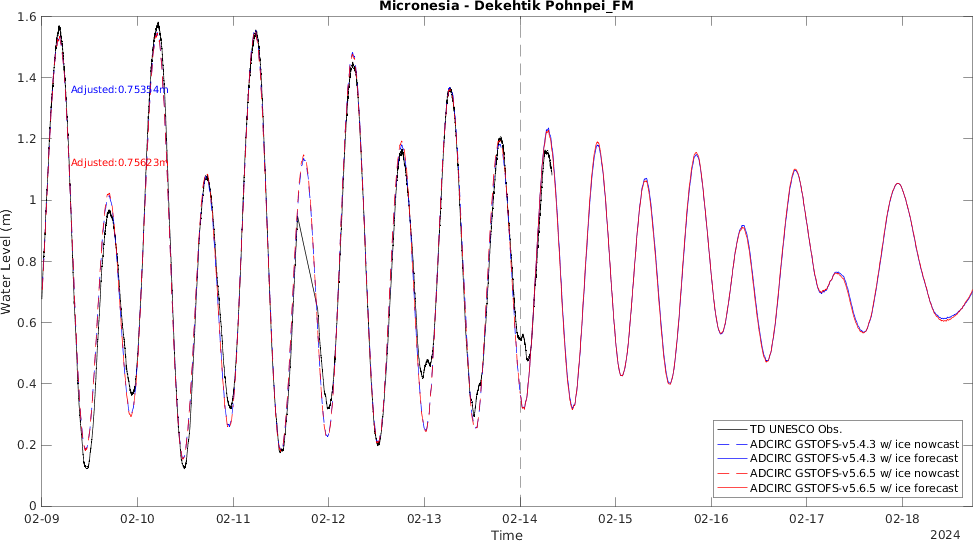 Micronesia - Dekehtik Pohnpei_FM
1.6
1.4
1.2
1
0.8
0.6
0.4
0.2
0
Water Level (m)
Adjusted:0.75354m
Adjusted:0.75623m
TD UNESCO Obs.
ADCIRC GSTOFS-v5.4.3 w/ ice nowcast
ADCIRC GSTOFS-v5.4.3 w/ ice forecast
ADCIRC GSTOFS-v5.6.5 w/ ice nowcast
ADCIRC GSTOFS-v5.6.5 w/ ice forecast
02-09 02-10 02-11 02-12 02-13 02-14 02-15 02-16 02-17 02-18
Time
2024